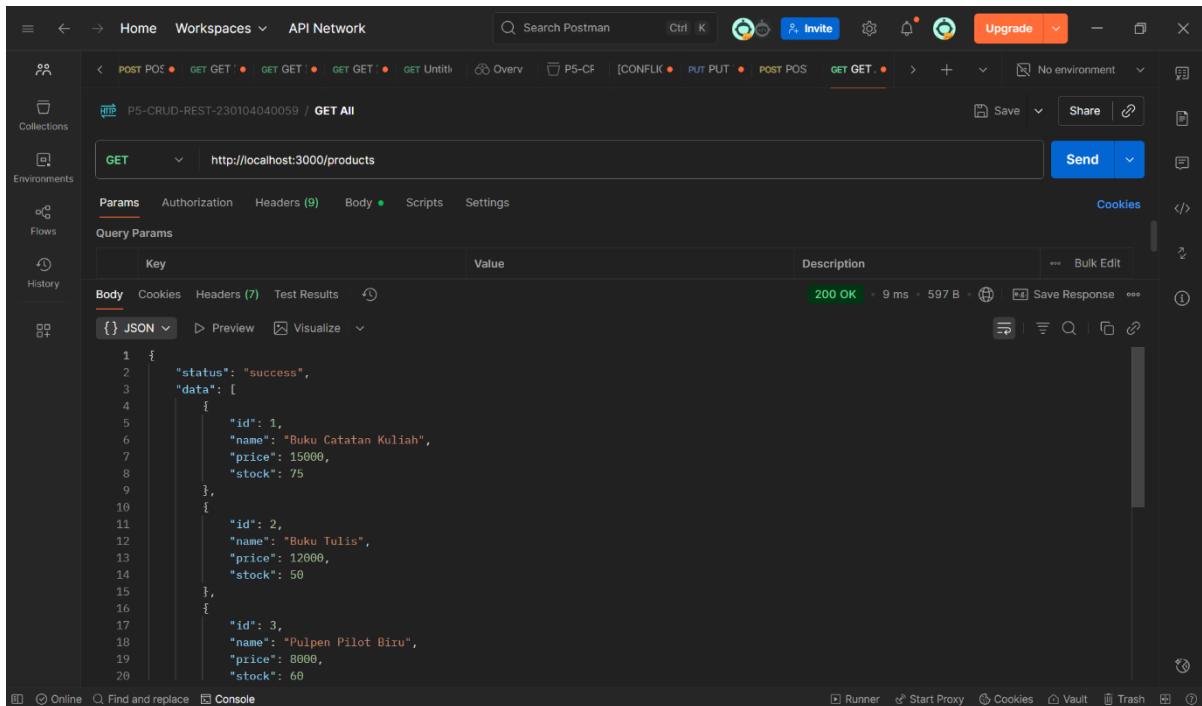 Home Workspaces API Network Search Postman Ctrl K Invite Upgrade
POST POS GET GET GET GET GET GET GET Untitl Overv P5-CF [CONFLIC PUT PUT POST POS GET GET No environment
HTTP P5-CRUD-REST-230104040059 / GET All Save Share
Collections
GET http://localhost:3000/products Send
Environments
Params Authorization Headers (9) Body Scripts Settings Cookies
Flows
Query Params
Key Value Description Bulk Edit
History
Body Cookies Headers (7) Test Results 200 OK 9 ms 597 B e.g. Save Response
{} JSON Preview Visualize
1 {
2 "status": "success",
3 "data": [
4 {
5 "id": 1,
6 "name": "Buku Catatan Kuliah",
7 "price": 15000,
8 "stock": 75
9 },
10 {
11 "id": 2,
12 "name": "Buku Tulis",
13 "price": 12000,
14 "stock": 50
15 },
16 {
17 "id": 3,
18 "name": "Pulpen Pilot Biru",
19 "price": 8000,
20 "stock": 60
Online Find and replace Console Runner Start Proxy Cookies Vault Trash